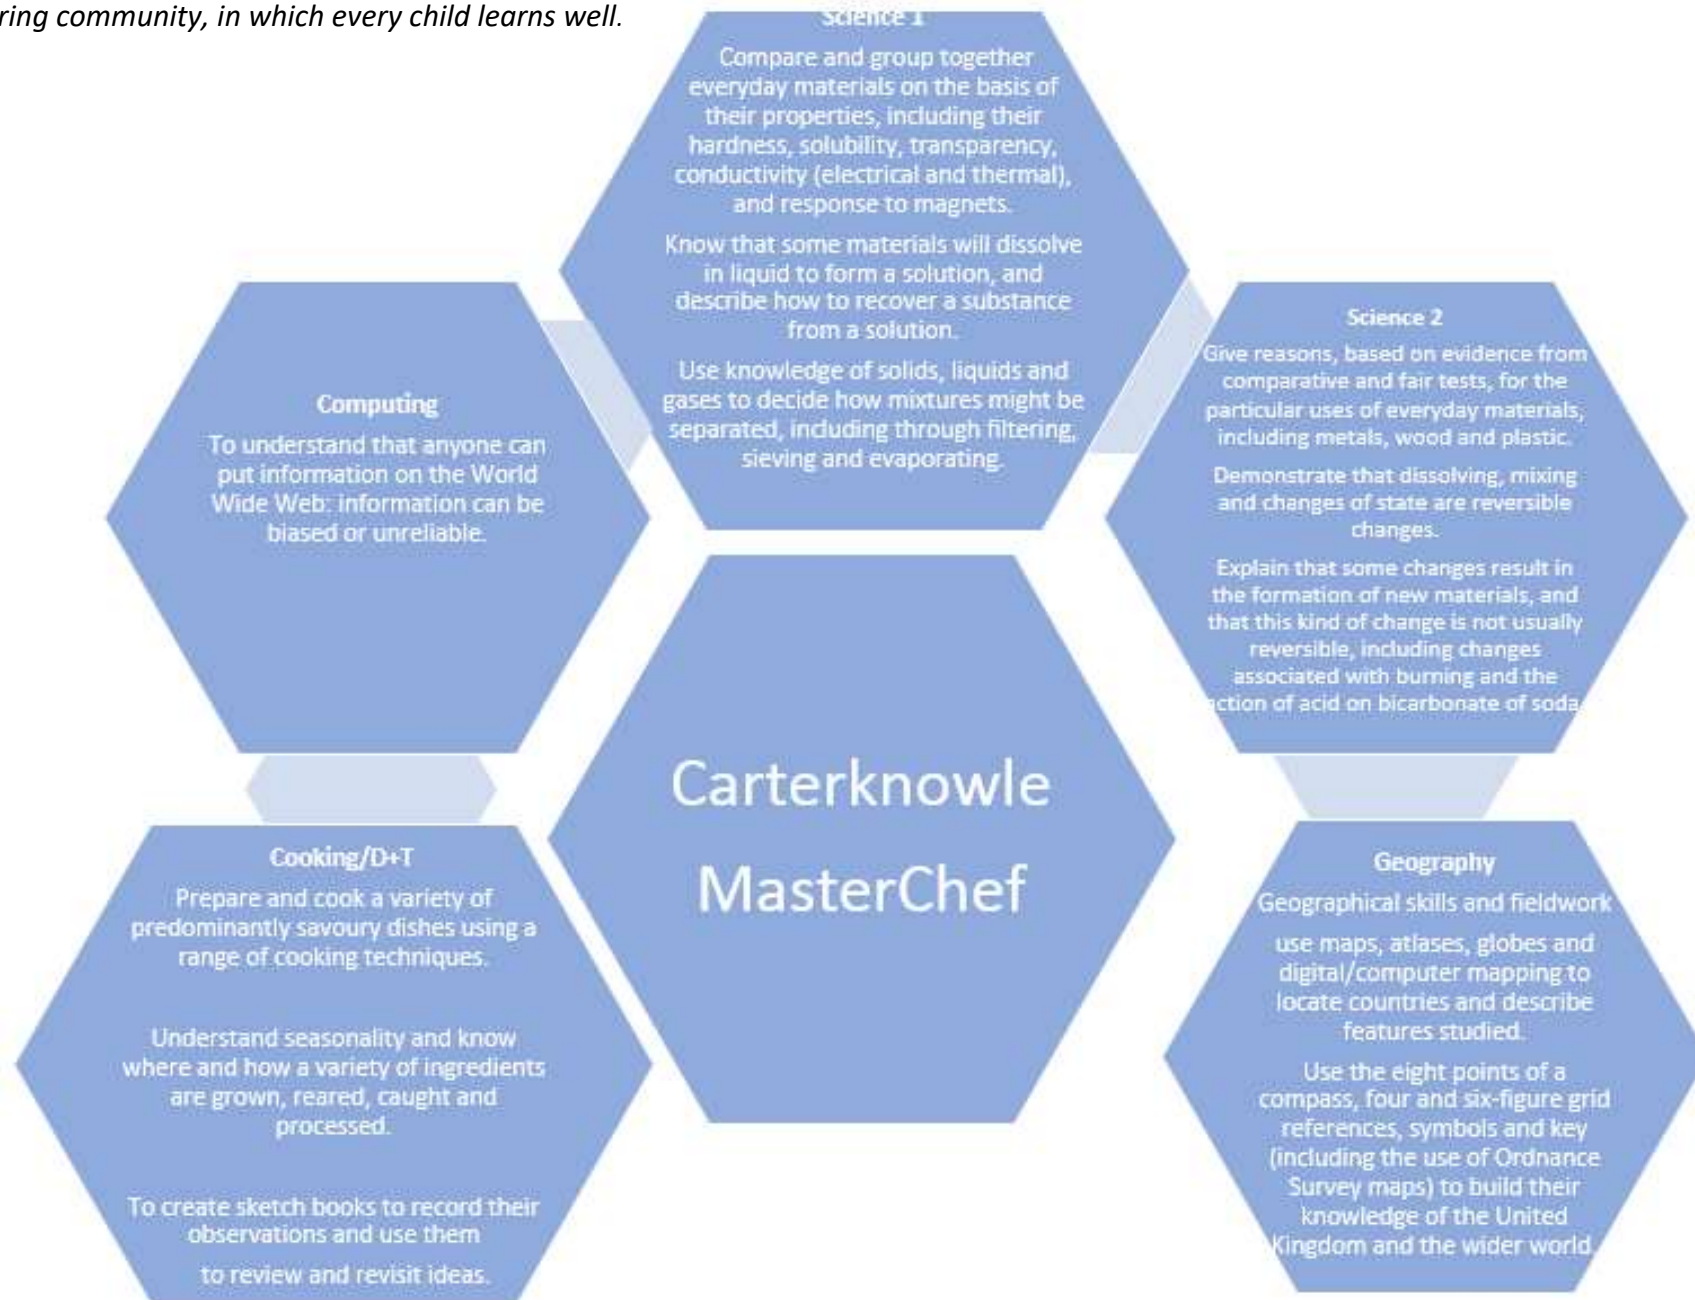 ring community, in which every child learns well.
Science 1
Compare and group together
everyday materials on the basis of
their properties, including their
hardness, solubility, transparency,
conductivity (electrical and thermal),
and response to magnets.
Know that some materials will dissolve
in liquid to form a solution, and
describe how to recover a substance
from a solution.
Use knowledge of solids, liquids and
gases to decide how mixtures might be
separated, including through filtering,
sieving and evaporating.
Computing
To understand that anyone can
put information on the World
Wide Web: information can be
biased or unreliable.
Science 2
Give reasons, based on evidence from
comparative and fair tests, for the
particular uses of everyday materials,
including metals, wood and plastic.
Demonstrate that dissolving, mixing
and changes of state are reversible
changes.
Explain that some changes result in
the formation of new materials, and
that this kind of change is not usually
reversible, including changes
associated with burning and the
ction of acid on bicarbonate of soda.
Carterknowle
MasterChef
Cooking/D+T
Prepare and cook a variety of
predominantly savoury dishes using a
range of cooking techniques.
Understand seasonality and know
where and how a variety of ingredients
are grown, reared, caught and
processed.
To create sketch books to record their
observations and use them
to review and revisit ideas.
Geography
Geographical skills and fieldwork
use maps, atlases, globes and
digital/computer mapping to
locate countries and describe
features studied.
Use the eight points of a
compass, four and six-figure grid
references, symbols and key
(including the use of Ordnance
Survey maps) to build their
knowledge of the United
Kingdom and the wider world.